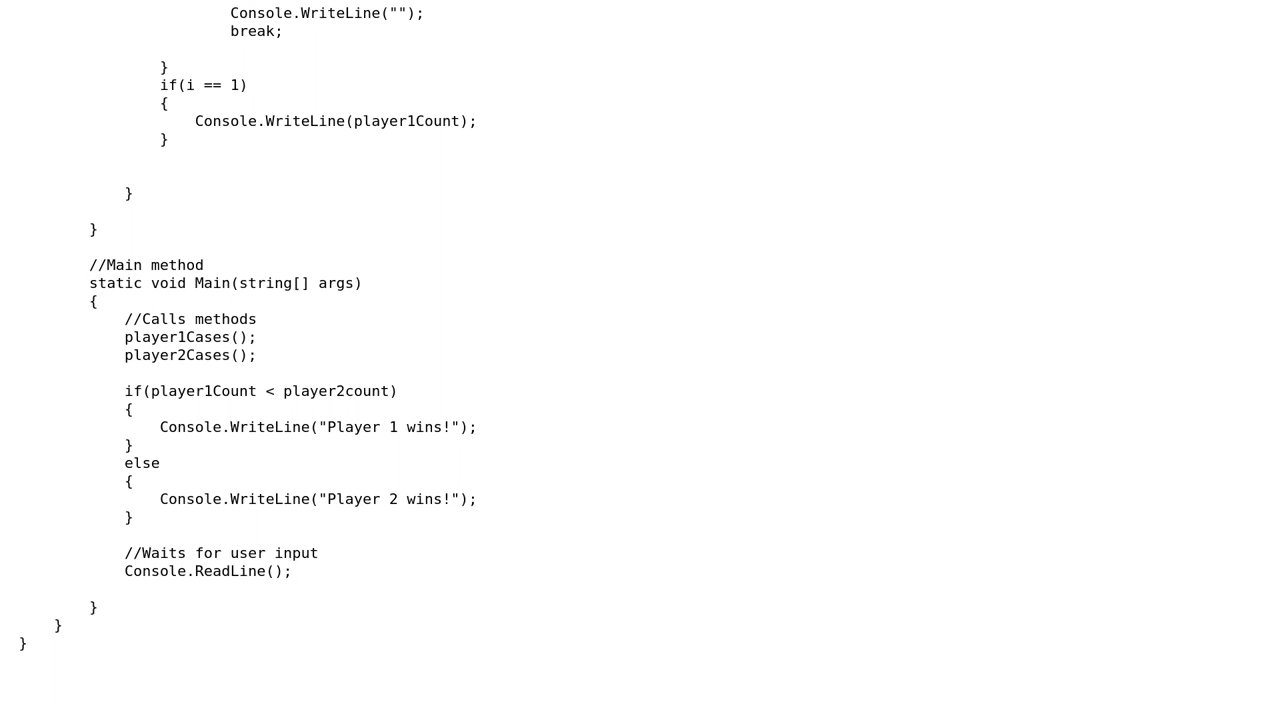 Console.WriteLine("");
break;
}
if(i == 1)
{
Console.WriteLine(player1Count);
}
}
}
//Main method
static void Main(string[] args)
{
//Calls methods
player1Cases();
player2Cases();
if(player1Count < player2count)
{
Console.WriteLine("Player 1 wins!");
}
else
{
Console.WriteLine("Player 2 wins!");
}
//Waits for user input
Console.ReadLine();
}
}
}